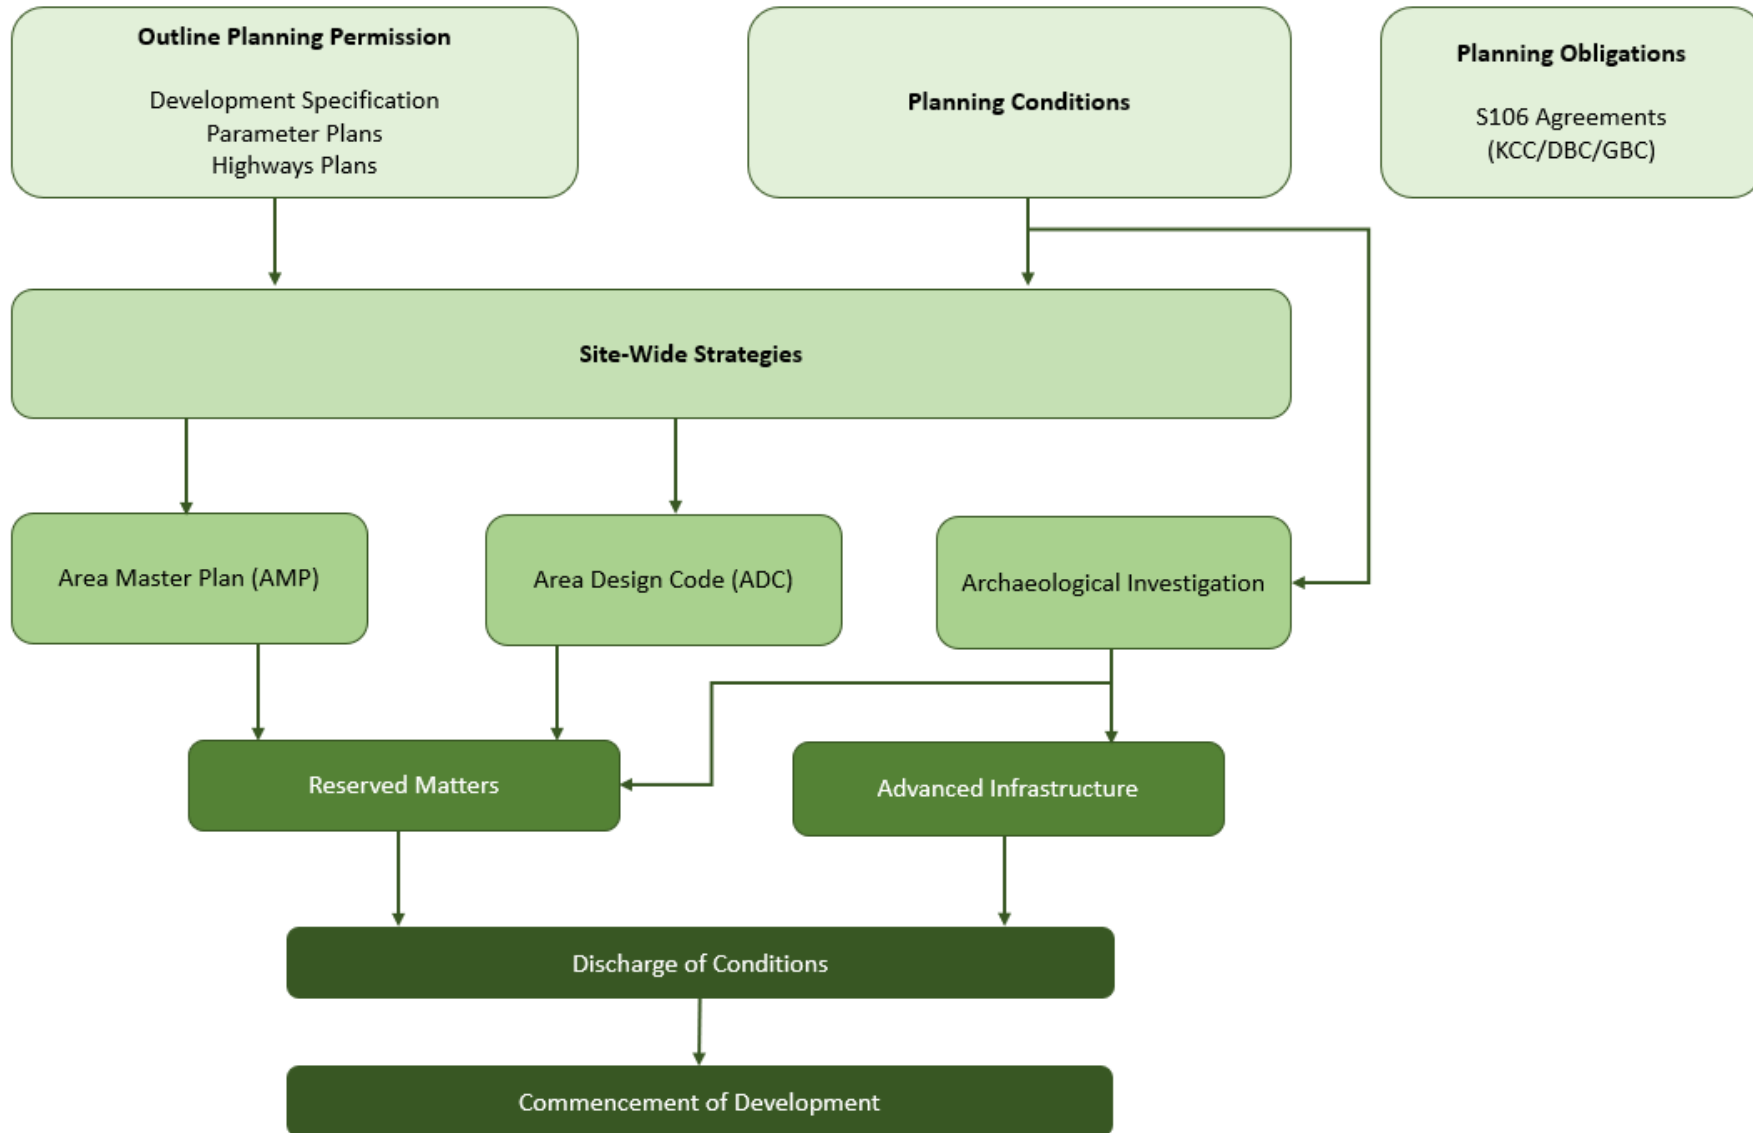 Outline Planning Permission
Development Specification
Parameter Plans
Highways Plans
Planning Conditions
Planning Obligations
S106 Agreements
(KCC/DBC/GBC)
Site-Wide Strategies
Area Master Plan (AMP)
Area Design Code (ADC)
Archaeological Investigation
Reserved Matters
Advanced Infrastructure
Discharge of Conditions
Commencement of Development